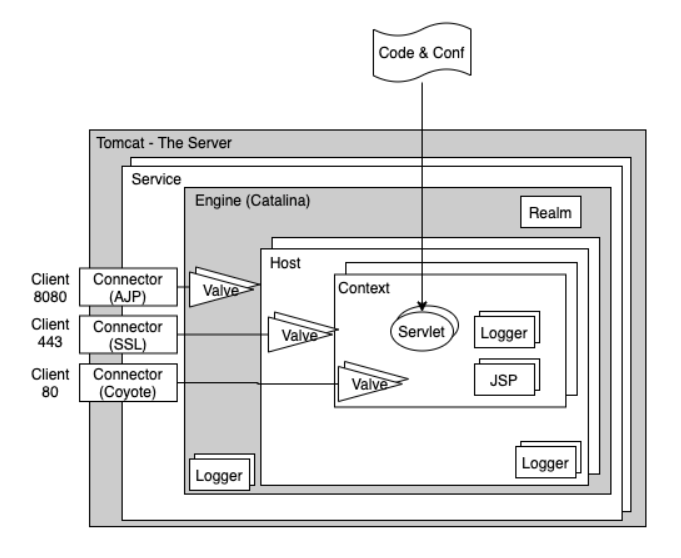 Code & Conf
Tomcat - The Server
Service
Engine (Catalina)
Realm
Host
Context
Client
8080
Connector
(AJP)
Valve
Client
443
Connector
(SSL)
Valve
Servlet
Logger
Client
80
Connector
(Coyote)
Valve
JSP
Logger
Logger